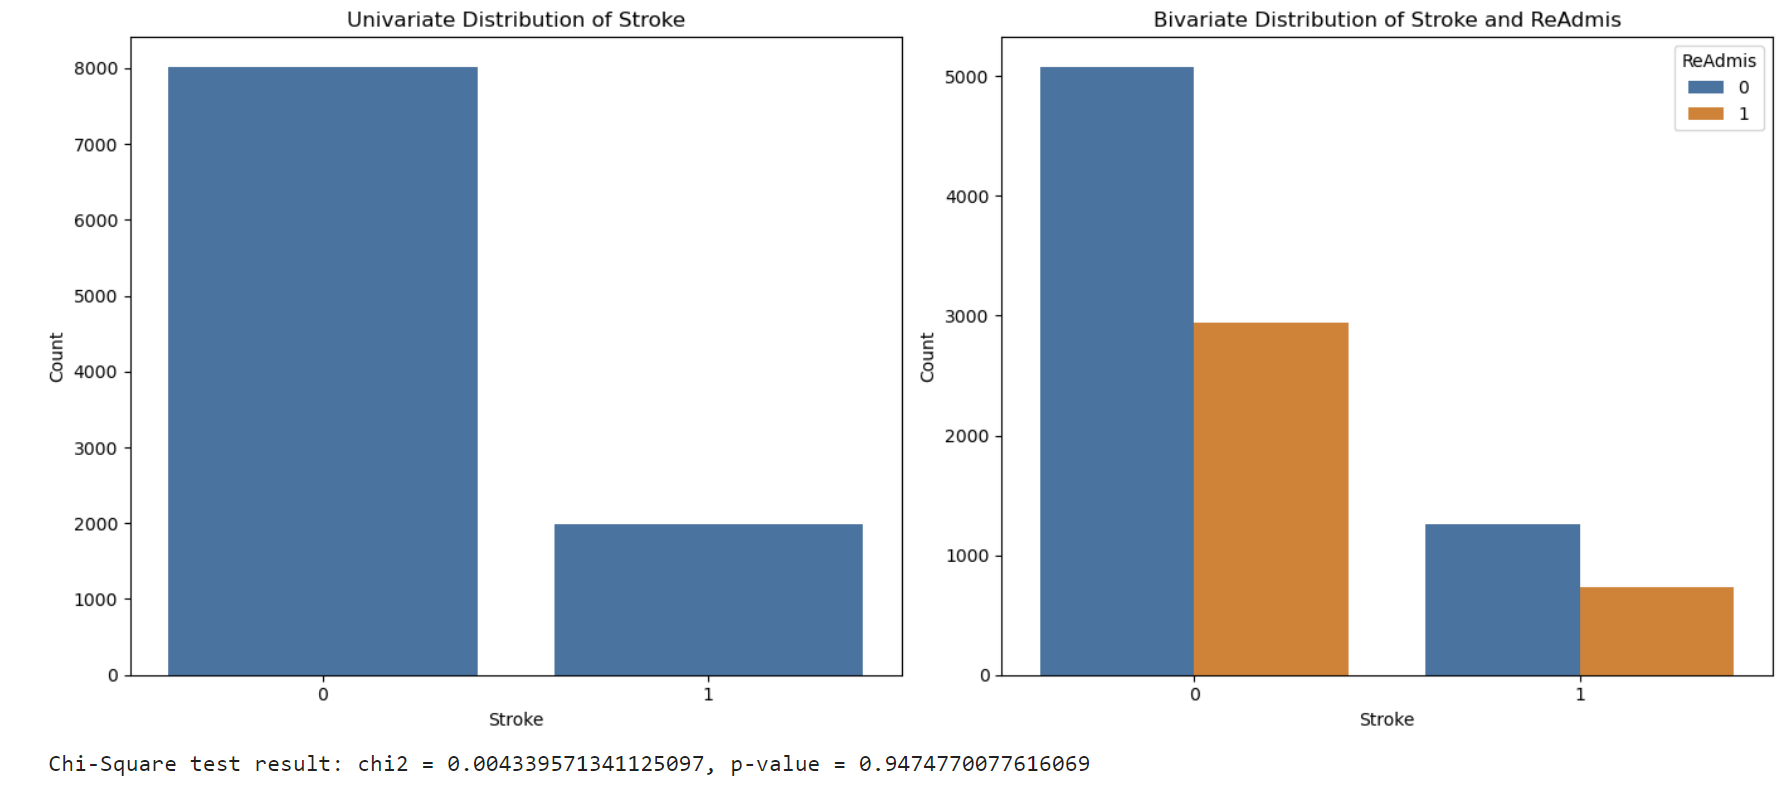 Univariate Distribution of Stroke
8000
7000
6000
5000
4000
3000
2000
1000
0
Count
0 1
Stroke
Bivariate Distribution of Stroke and ReAdmis
ReAdmis
0
1
5000
4000
3000
2000
1000
0
Count
0 1
Stroke
Chi-Square test result: chi2 = 0.004339571341125097, p-value = 0.9474770077616069